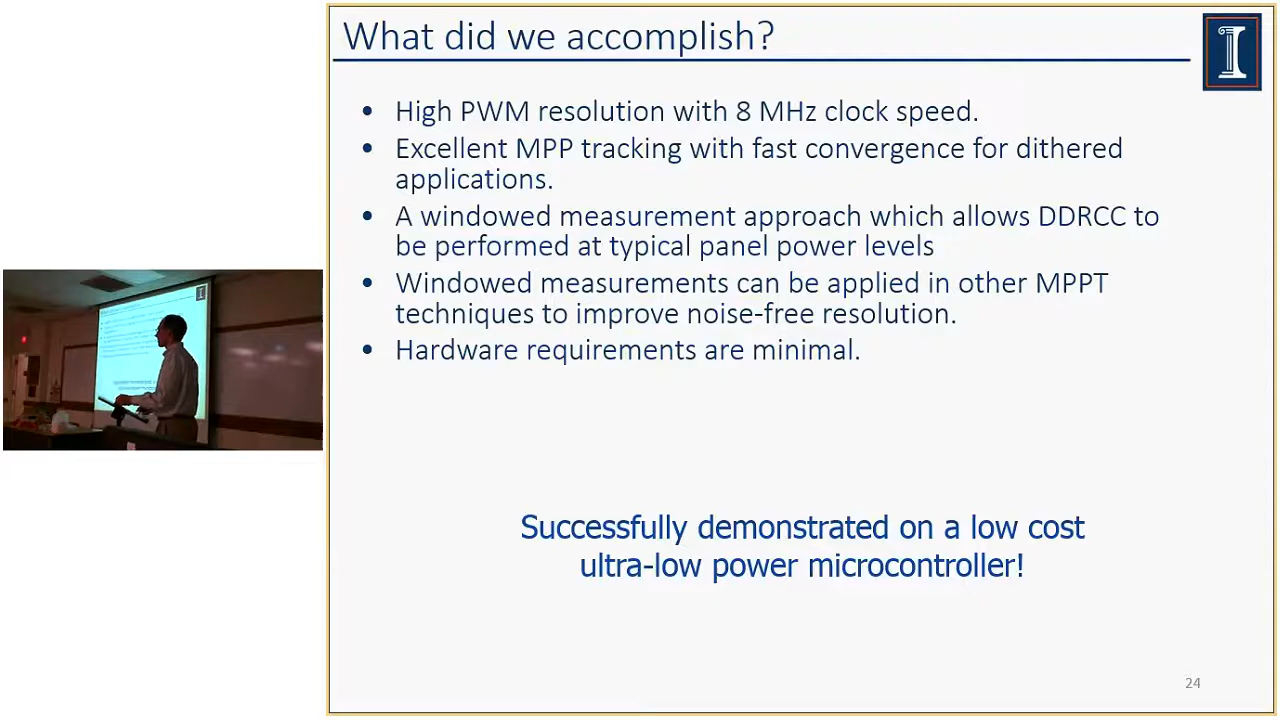 What did we accomplish?
• High PWM resolution with 8 MHz clock speed.
• Excellent MPP tracking with fast convergence for dithered
applications.
• A windowed measurement approach which allows DDRCC to
be performed at typical panel power levels
• Windowed measurements can be applied in other MPPT
techniques to improve noise-free resolution.
• Hardware requirements are minimal.
Successfully demonstrated on a low cost
ultra-low power microcontroller!
24